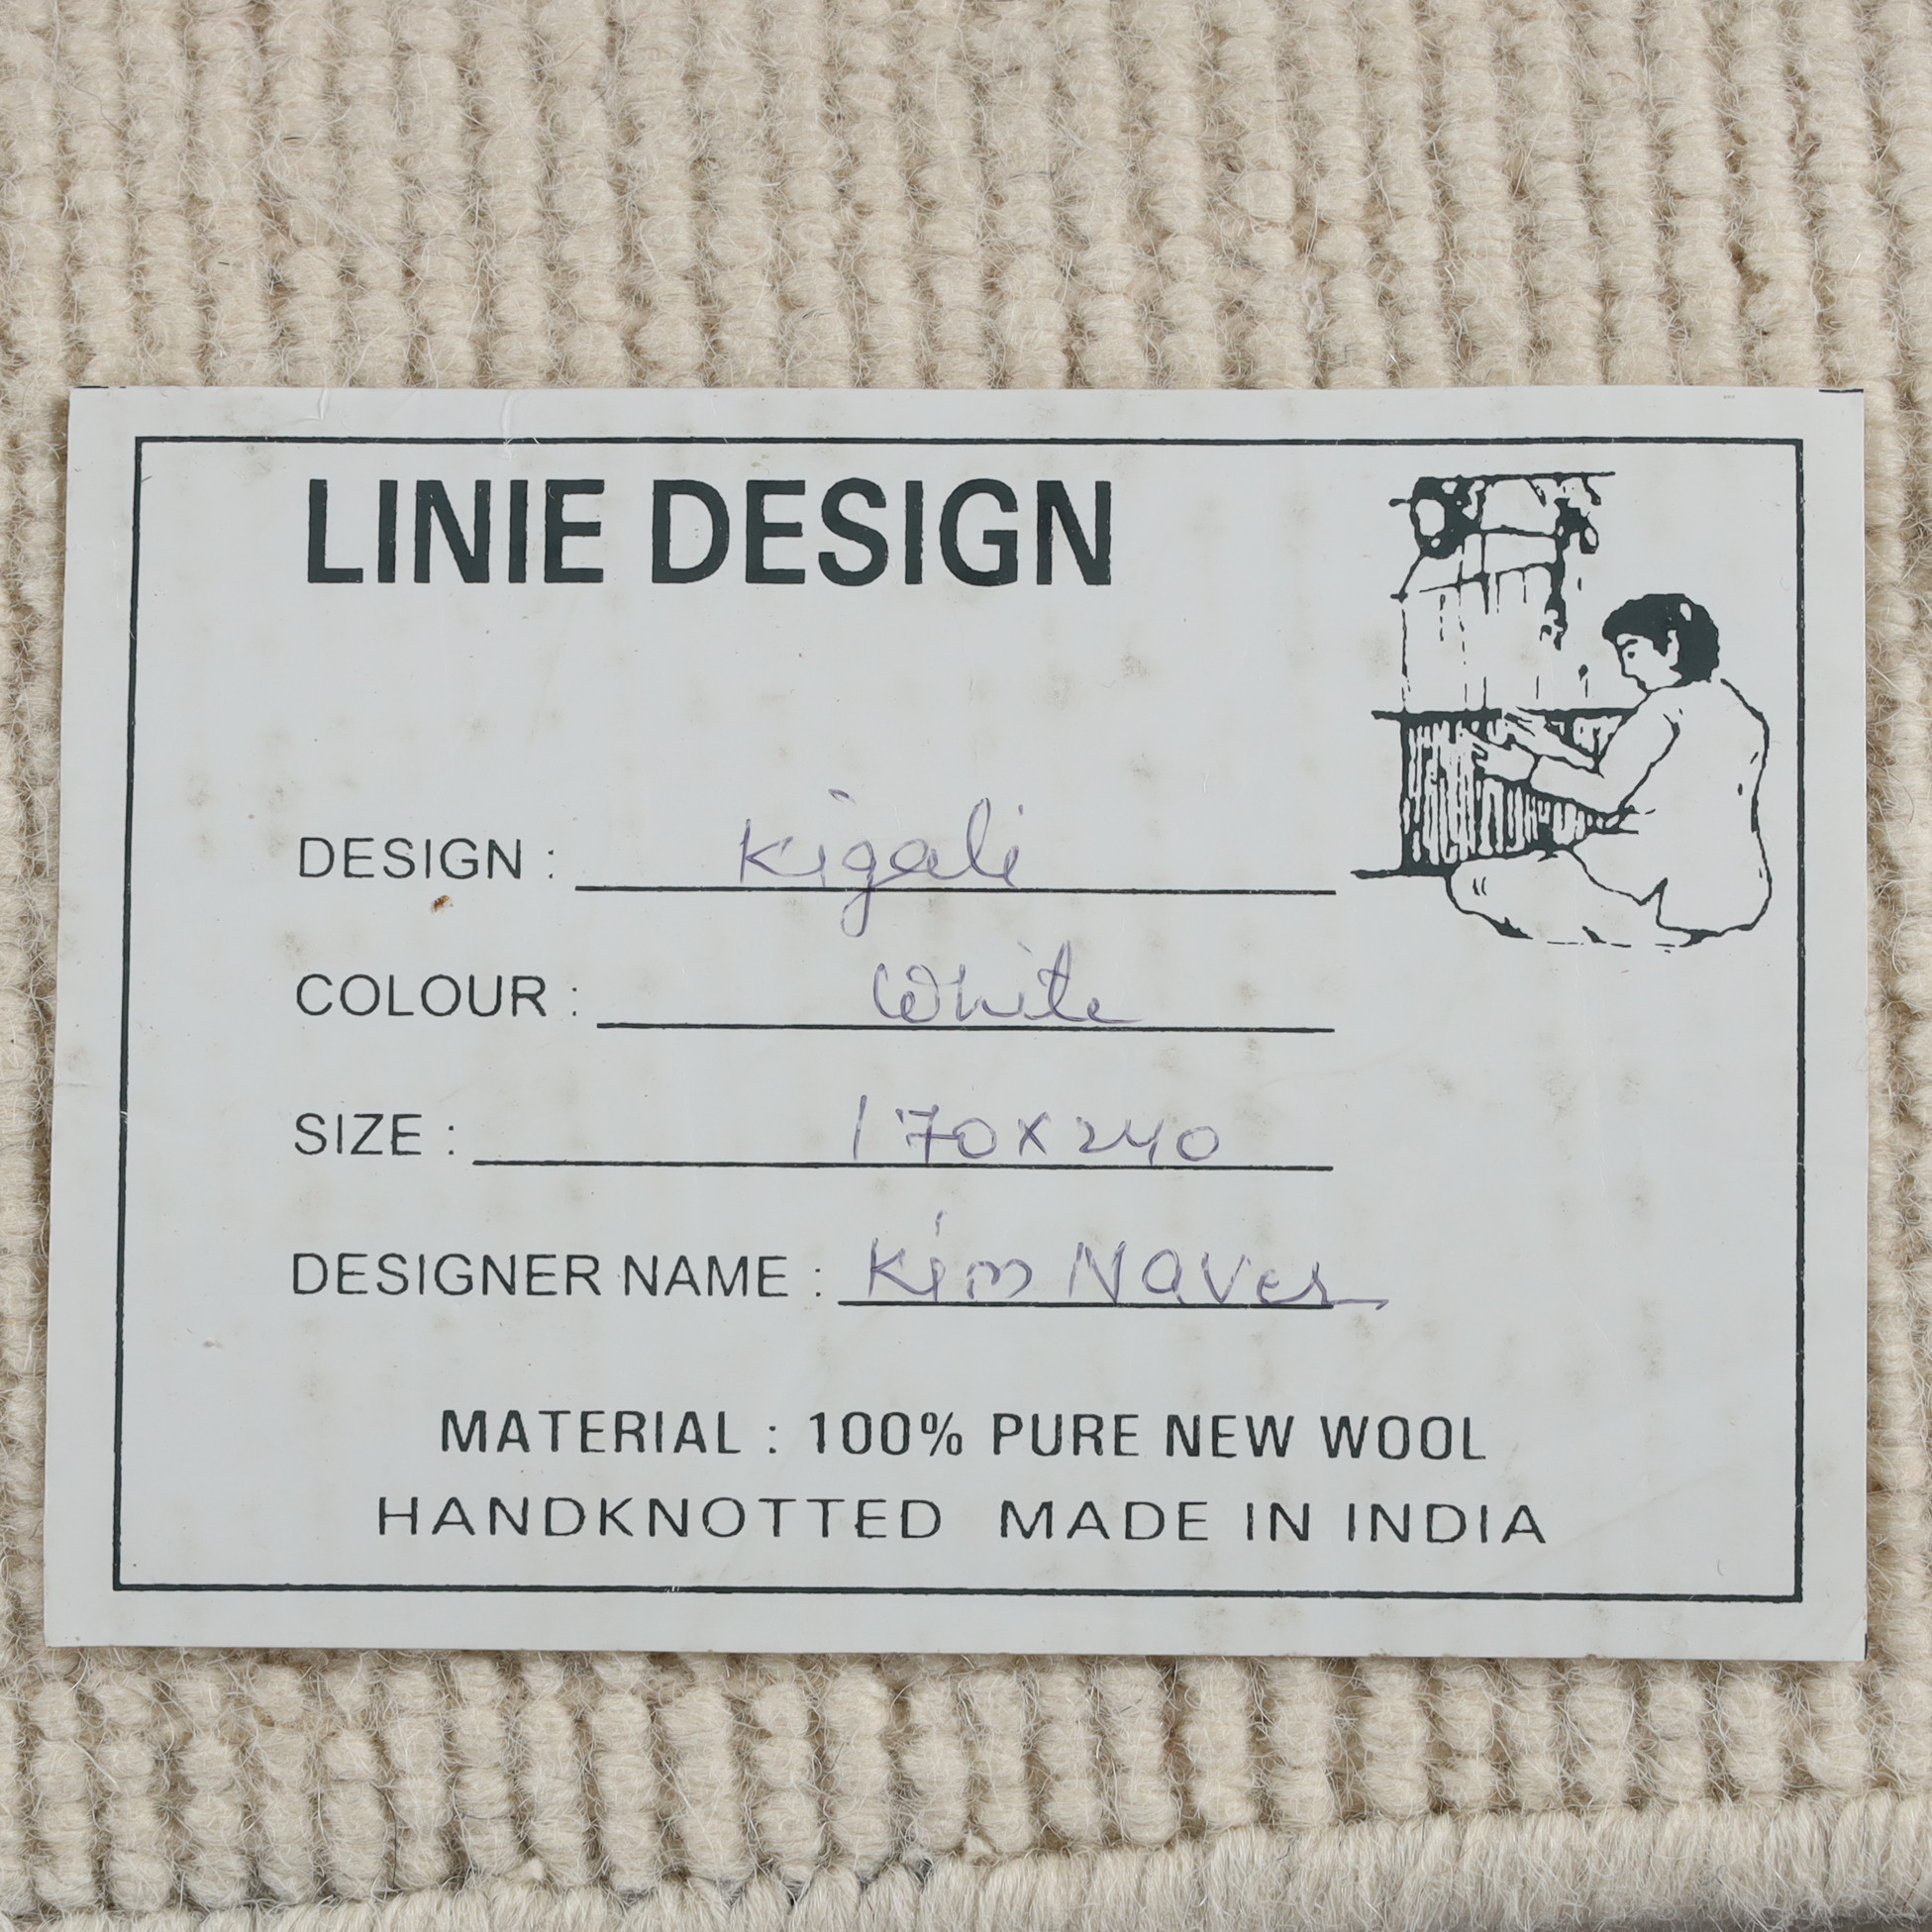 LINIE DESIGN
DESIGN : Kigali
COLOUR : White
SIZE : 170x240
DESIGNER NAME : Kim Naver
MATERIAL : 100% PURE NEW WOOL
HANDKNOTTED MADE IN INDIA